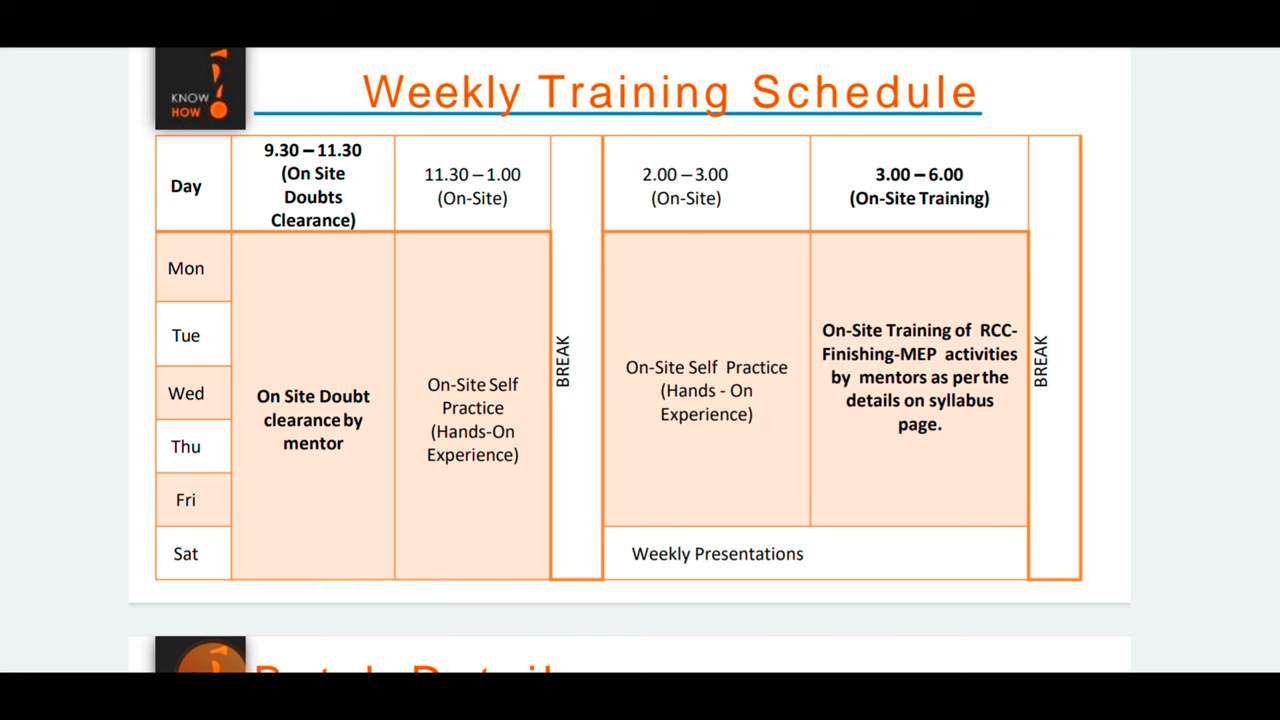 KNOW
HOW
Weekly Training Schedule
Day
9.30 – 11.30
(On Site
Doubts
Clearance)
11.30 – 1.00
(On-Site)
2.00 – 3.00
(On-Site)
3.00 – 6.00
(On-Site Training)
Mon
Tue
Wed
Thu
Fri
Sat
On Site Doubt
clearance by
mentor
On-Site Self
Practice
(Hands-On
Experience)
BREAK
On-Site Self Practice
(Hands - On
Experience)
On-Site Training of RCC-
Finishing-MEP activities
by mentors as per the
details on syllabus
page.
BREAK
Weekly Presentations